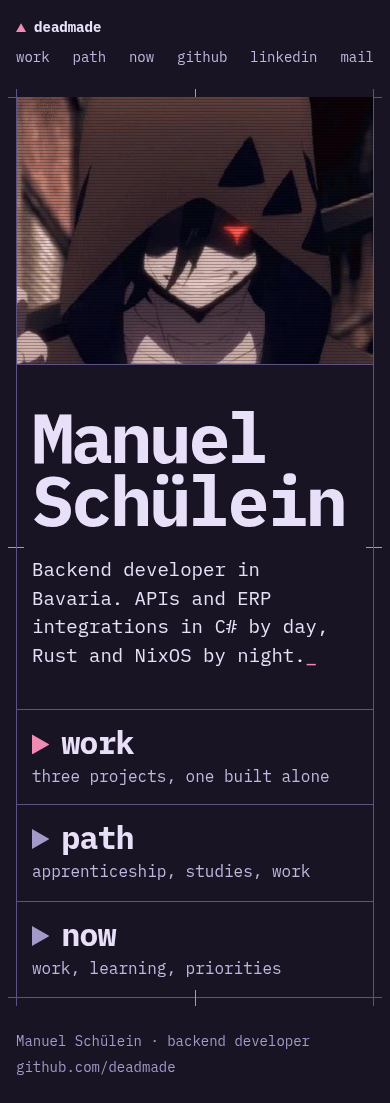 deadmade
work path now github linkedin mail
Manuel
Schülein
Backend developer in
Bavaria. APIs and ERP
integrations in C# by day,
Rust and NixOS by night._
work
three projects, one built alone
path
apprenticeship, studies, work
now
work, learning, priorities
Manuel Schülein · backend developer
github.com/deadmade